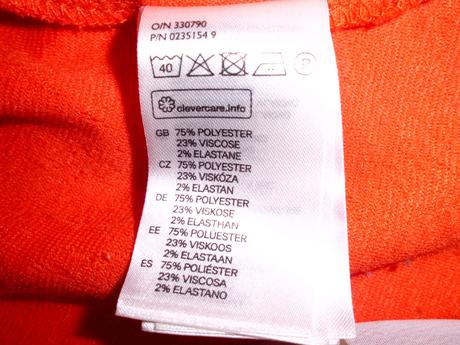 O/N 330790
P/N 0235154 9
40 P
clevercare.info
GB 75% POLYESTER
23% VISCOSE
2% ELASTANE
CZ 75% POLYESTER
23% VISKÓZA
2% ELASTAN
DE 75% POLYESTER
23% VISKOSE
2% ELASTHAN
EE 75% POLÜESTER
23% VISKOOS
2% ELASTAAN
ES 75% POLIÉSTER
23% VISCOSA
2% ELASTANO